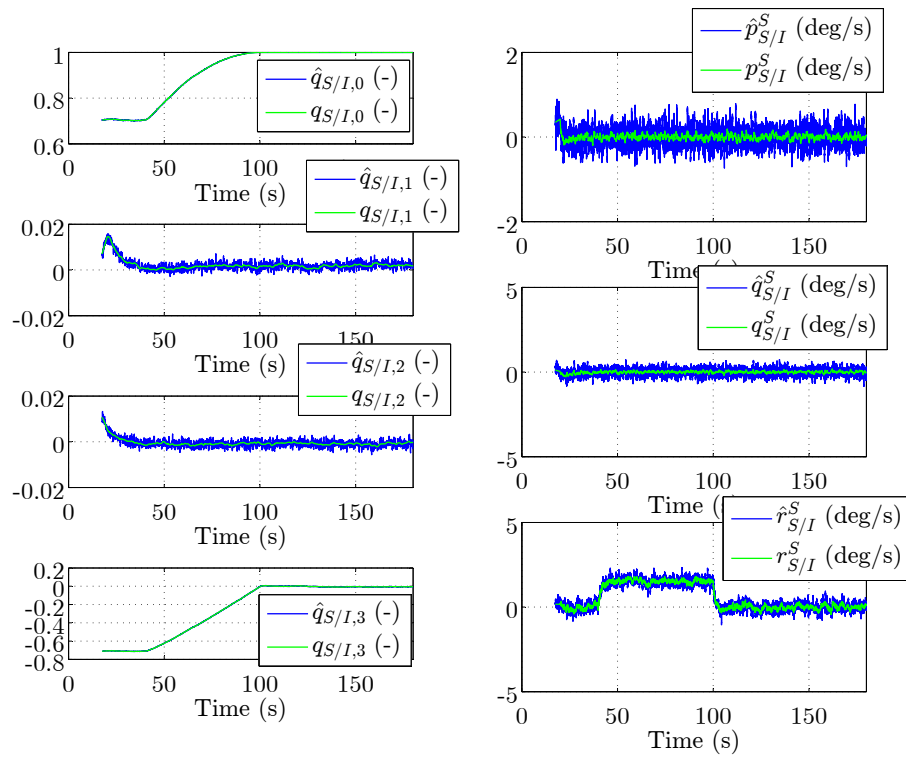 1
0.8
0.6
0 50 100 150
Time (s)
q̂_{S/I,0} (-)
q_{S/I,0} (-)
0.02
0
-0.02
0 50 100 150
Time (s)
q̂_{S/I,1} (-)
q_{S/I,1} (-)
0.02
0
-0.02
0 50 100 150
Time (s)
q̂_{S/I,2} (-)
q_{S/I,2} (-)
0.2
0
-0.2
-0.4
-0.6
-0.8
0 50 100 150
Time (s)
q̂_{S/I,3} (-)
q_{S/I,3} (-)
2
0
-2
0 50 100 150
Time (s)
p̂^S_{S/I} (deg/s)
p^S_{S/I} (deg/s)
5
0
-5
0 50 100 150
Time (s)
q̂^S_{S/I} (deg/s)
q^S_{S/I} (deg/s)
5
0
-5
0 50 100 150
Time (s)
r̂^S_{S/I} (deg/s)
r^S_{S/I} (deg/s)